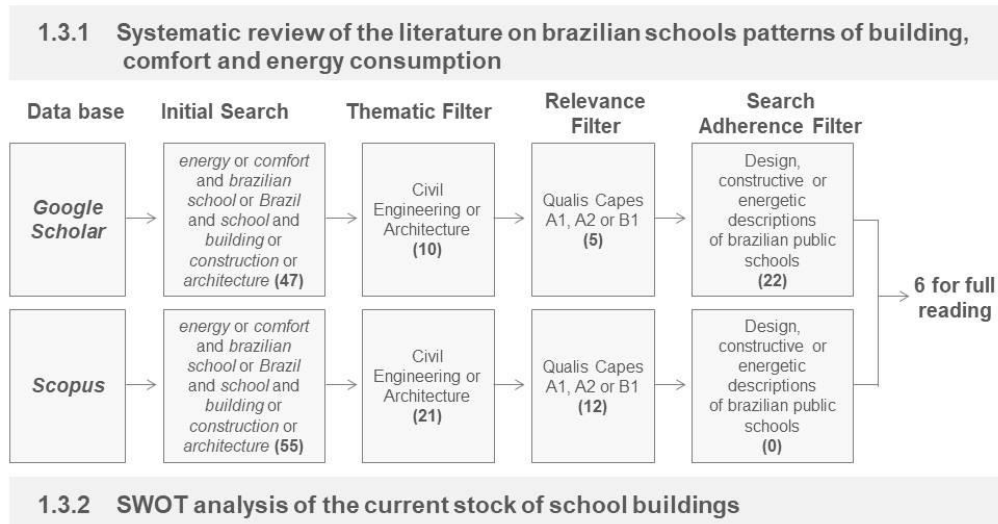 1.3.1 Systematic review of the literature on brazilian schools patterns of building,
comfort and energy consumption
Data base
Initial Search
Thematic Filter
Relevance
Filter
Search
Adherence Filter
Google
Scholar
energy or comfort
and brazilian
school or Brazil
and school and
building or
construction or
architecture (47)
Civil
Engineering or
Architecture
(10)
Qualis Capes
A1, A2 or B1
(5)
Design,
constructive or
energetic
descriptions
of brazilian public
schools
(22)
6 for full
reading
Scopus
energy or comfort
and brazilian
school or Brazil
and school and
building or
construction or
architecture (55)
Civil
Engineering or
Architecture
(21)
Qualis Capes
A1, A2 or B1
(12)
Design,
constructive or
energetic
descriptions
of brazilian public
schools
(0)
1.3.2 SWOT analysis of the current stock of school buildings